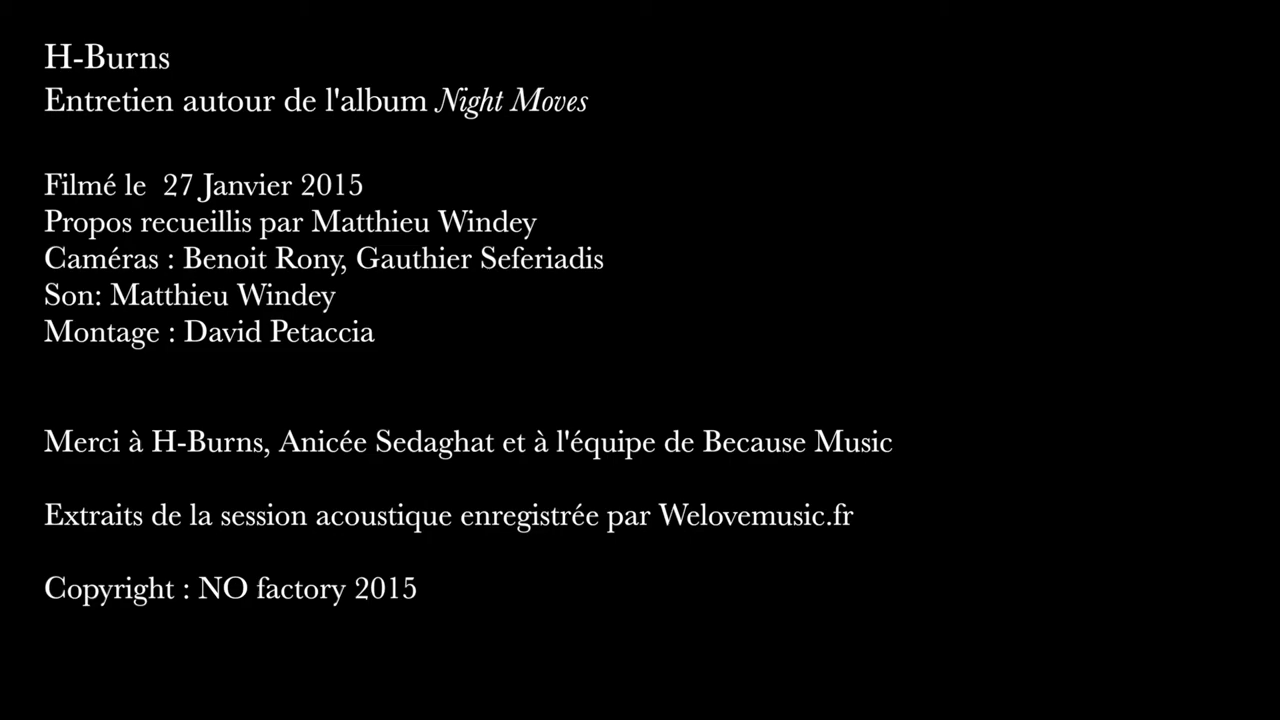 H-Burns
Entretien autour de l'album Night Moves
Filmé le  27 Janvier 2015
Propos recueillis par Matthieu Windey
Caméras : Benoit Rony, Gauthier Seferiadis
Son: Matthieu Windey
Montage : David Petaccia
Merci à H-Burns, Anicée Sedaghat et à l'équipe de Because Music
Extraits de la session acoustique enregistrée par Welovemusic.fr
Copyright : NO factory 2015